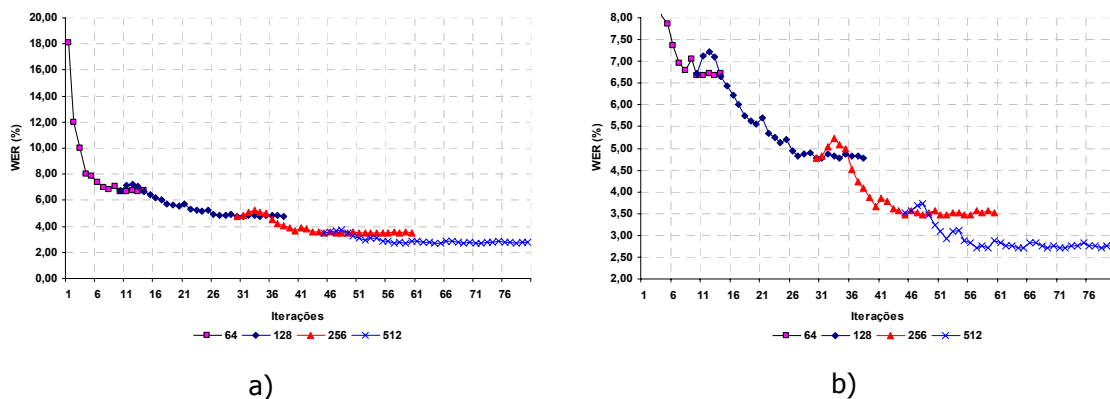 20,00
18,00
16,00
14,00
12,00
10,00
8,00
6,00
4,00
2,00
0,00
WER (%)
1 6 11 16 21 26 31 36 41 46 51 56 61 66 71 76
Iterações
64 128 256 512
a)
8,00
7,50
7,00
6,50
6,00
5,50
5,00
4,50
4,00
3,50
3,00
2,50
2,00
WER (%)
1 6 11 16 21 26 31 36 41 46 51 56 61 66 71 76
Iterações
64 128 256 512
b)